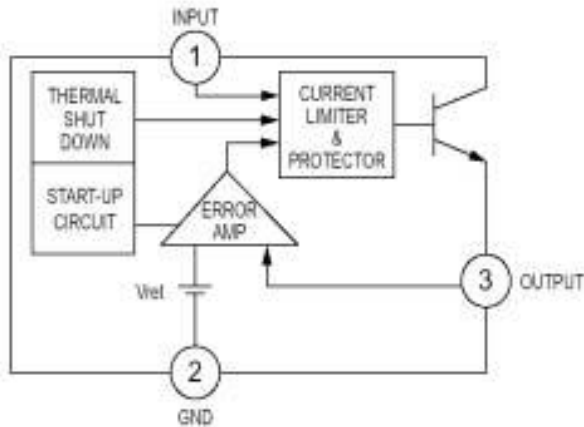 INPUT
1
THERMAL
SHUT
DOWN
CURRENT
LIMITER
&
PROTECTOR
START-UP
CIRCUIT
ERROR
AMP
Vref
3
OUTPUT
2
GND